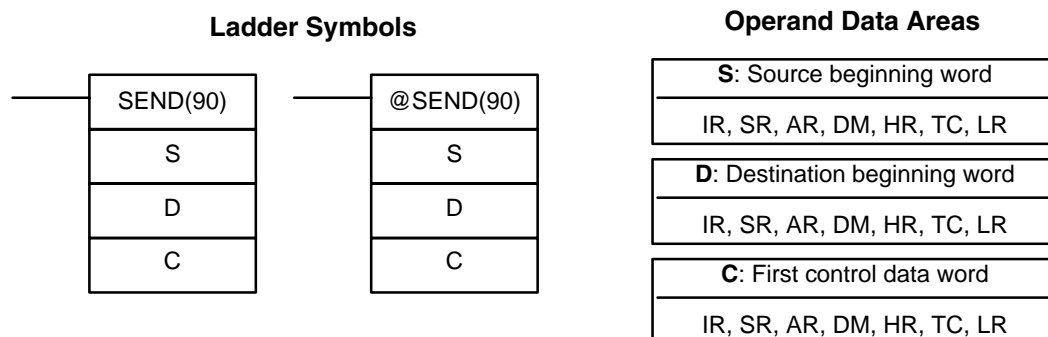 Ladder Symbols
SEND(90)
S
D
C
@SEND(90)
S
D
C
Operand Data Areas
S: Source beginning word
IR, SR, AR, DM, HR, TC, LR
D: Destination beginning word
IR, SR, AR, DM, HR, TC, LR
C: First control data word
IR, SR, AR, DM, HR, TC, LR